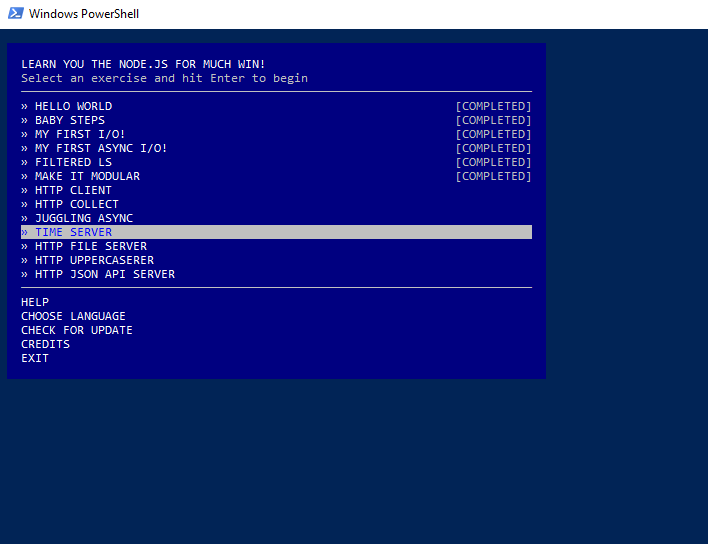 Windows PowerShell
LEARN YOU THE NODE.JS FOR MUCH WIN!
Select an exercise and hit Enter to begin
» HELLO WORLD [COMPLETED]
» BABY STEPS [COMPLETED]
» MY FIRST I/O! [COMPLETED]
» MY FIRST ASYNC I/O! [COMPLETED]
» FILTERED LS [COMPLETED]
» MAKE IT MODULAR [COMPLETED]
» HTTP CLIENT
» HTTP COLLECT
» JUGGLING ASYNC
» TIME SERVER
» HTTP FILE SERVER
» HTTP UPPERCASERER
» HTTP JSON API SERVER
HELP
CHOOSE LANGUAGE
CHECK FOR UPDATE
CREDITS
EXIT